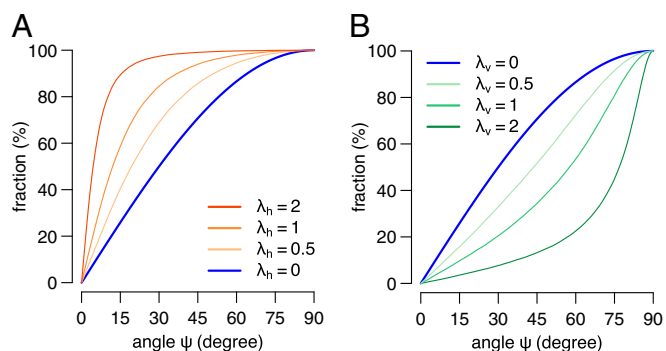 A
fraction (%)
100
80
60
40
20
0
λh = 2
λh = 1
λh = 0.5
λh = 0
0 15 30 45 60 75 90
angle ψ (degree)
B
fraction (%)
100
80
60
40
20
0
λv = 0
λv = 0.5
λv = 1
λv = 2
0 15 30 45 60 75 90
angle ψ (degree)